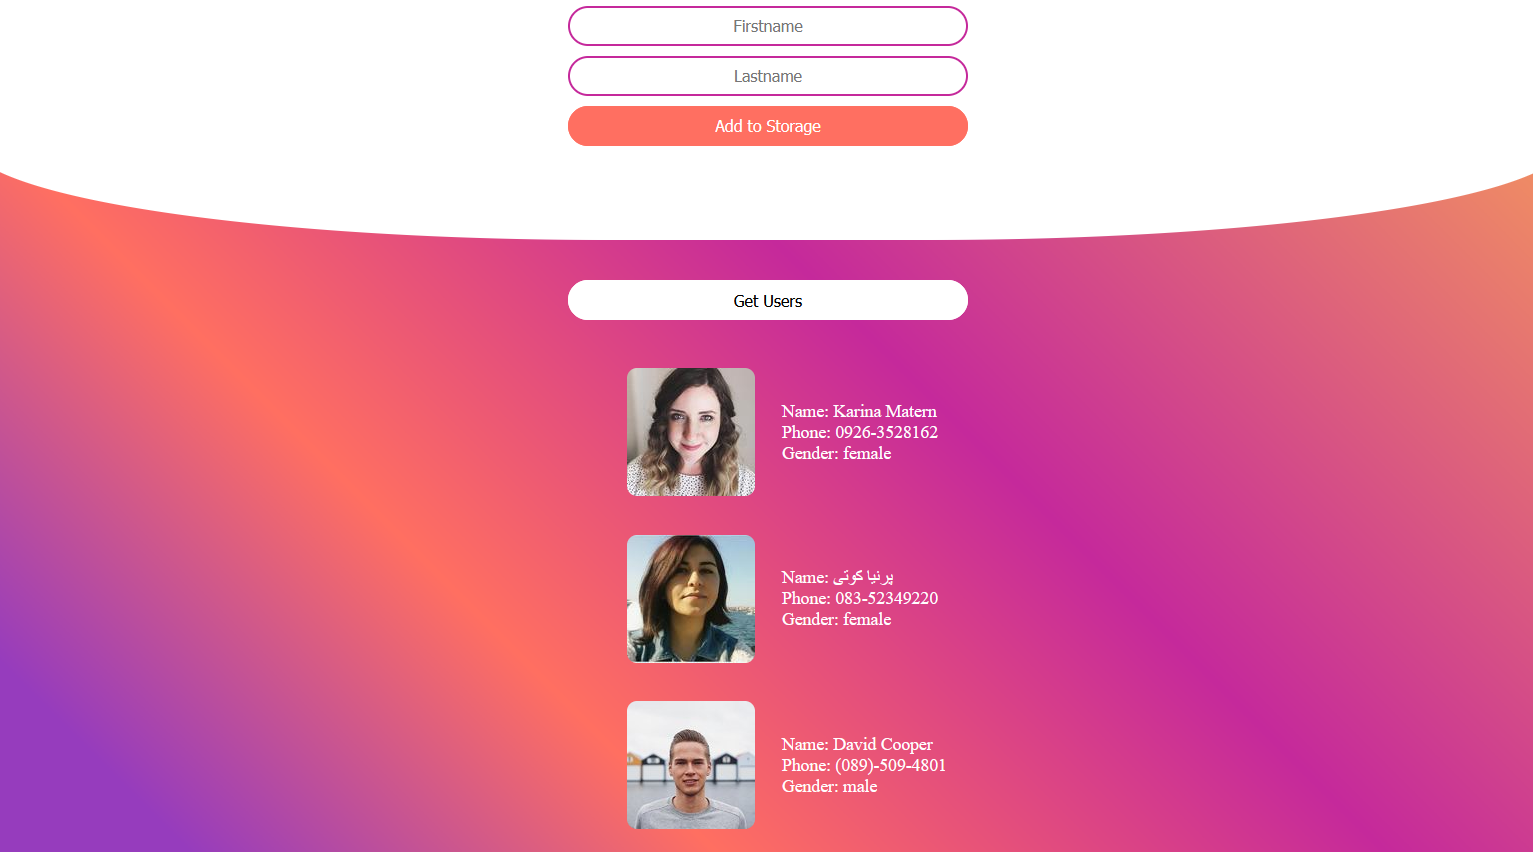 Firstname
Lastname
Add to Storage
Get Users
Name: Karina Matern
Phone: 0926-3528162
Gender: female
Name: پرنیا کوتی
Phone: 083-52349220
Gender: female
Name: David Cooper
Phone: (089)-509-4801
Gender: male